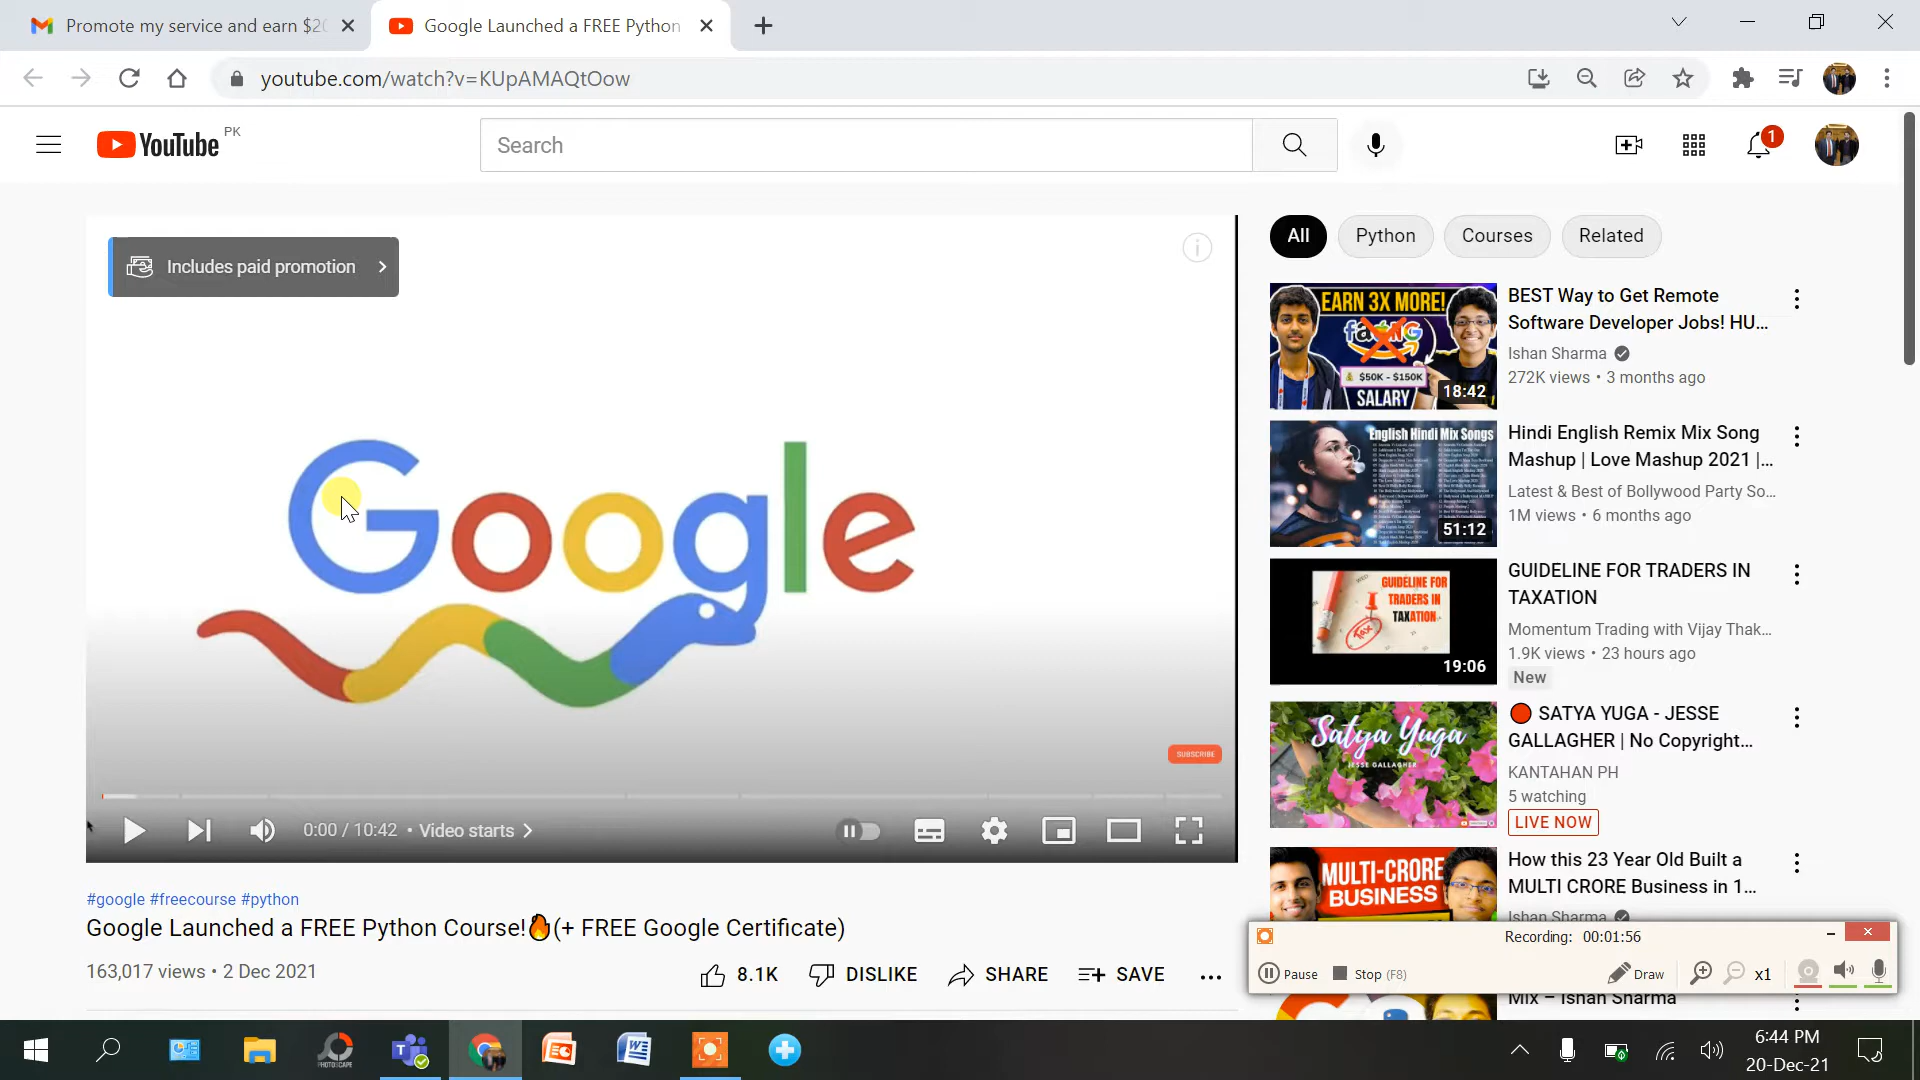 Promote my service and earn $20
Google Launched a FREE Python
youtube.com/watch?v=KUpAMAQtOow
YouTube PK
Search
1
Includes paid promotion
Google
SUBSCRIBE
0:00 / 10:42 • Video starts
#google #freecourse #python
Google Launched a FREE Python Course!🔥(+ FREE Google Certificate)
163,017 views • 2 Dec 2021
8.1K DISLIKE SHARE SAVE
All Python Courses Related
EARN 3X MORE!
$50K - $150K
SALARY
18:42
BEST Way to Get Remote
Software Developer Jobs! HU...
Ishan Sharma
272K views • 3 months ago
English Hindi Mix Songs
51:12
Hindi English Remix Mix Song
Mashup | Love Mashup 2021 |...
Latest & Best of Bollywood Party So...
1M views • 6 months ago
GUIDELINE FOR
TRADERS IN
TAXATION
Tax
19:06
GUIDELINE FOR TRADERS IN
TAXATION
Momentum Trading with Vijay Thak...
1.9K views • 23 hours ago
New
Satya Yuga
JESSE GALLAGHER
🔴 SATYA YUGA - JESSE
GALLAGHER | No Copyright...
KANTAHAN PH
5 watching
LIVE NOW
MULTI-CRORE
BUSINESS
How this 23 Year Old Built a
MULTI CRORE Business in 1...
Ishan Sharma
Recording: 00:01:56
Pause Stop (F8) Draw x1
Mix – Ishan Sharma
PHOTOSCAPE
6:44 PM
20-Dec-21